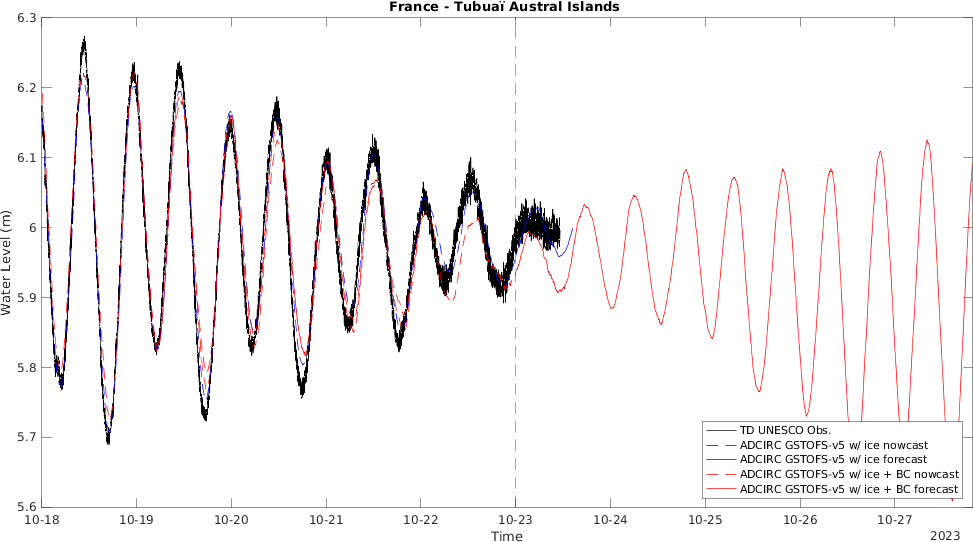 France - Tubuaï Austral Islands
6.3
6.2
6.1
6
5.9
5.8
5.7
5.6
Water Level (m)
TD UNESCO Obs.
ADCIRC GSTOFS-v5 w/ ice nowcast
ADCIRC GSTOFS-v5 w/ ice forecast
ADCIRC GSTOFS-v5 w/ ice + BC nowcast
ADCIRC GSTOFS-v5 w/ ice + BC forecast
10-18 10-19 10-20 10-21 10-22 10-23 10-24 10-25 10-26 10-27
Time
2023